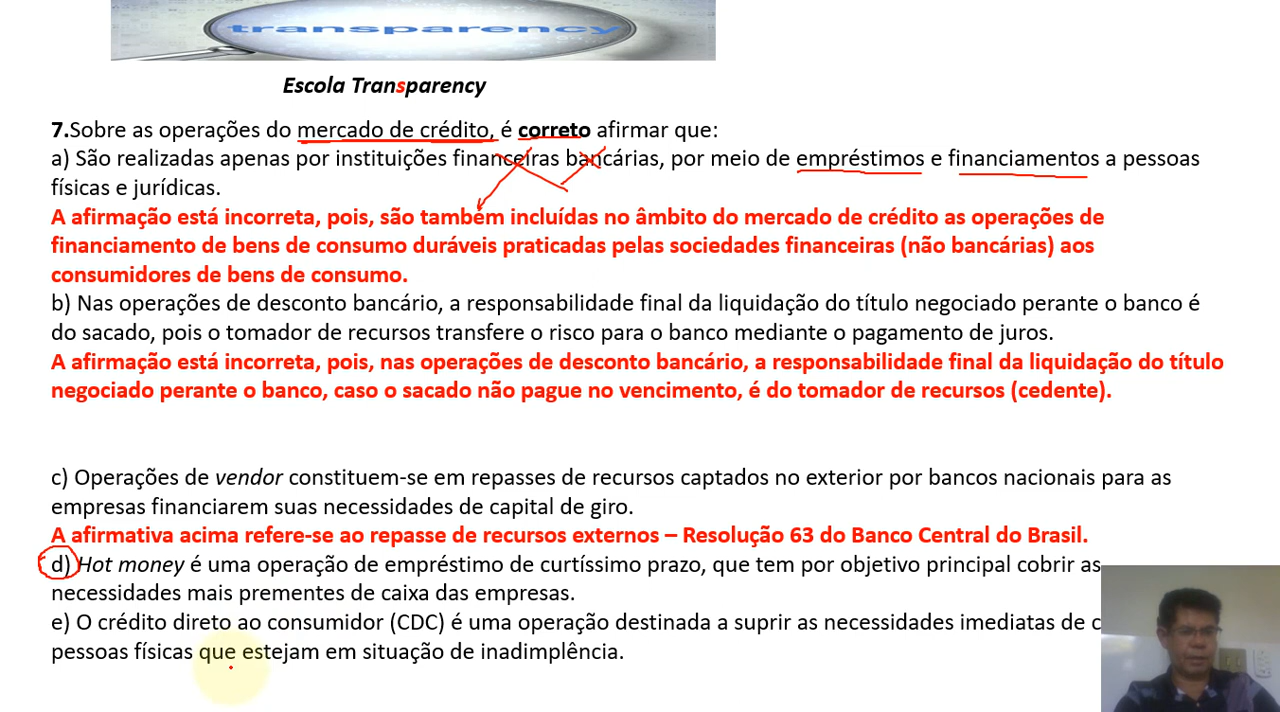 transparency
Escola Transparency
7.Sobre as operações do mercado de crédito, é correto afirmar que:
a) São realizadas apenas por instituições financeiras bancárias, por meio de empréstimos e financiamentos a pessoas
físicas e jurídicas.
A afirmação está incorreta, pois, são também incluídas no âmbito do mercado de crédito as operações de
financiamento de bens de consumo duráveis praticadas pelas sociedades financeiras (não bancárias) aos
consumidores de bens de consumo.
b) Nas operações de desconto bancário, a responsabilidade final da liquidação do título negociado perante o banco é
do sacado, pois o tomador de recursos transfere o risco para o banco mediante o pagamento de juros.
A afirmação está incorreta, pois, nas operações de desconto bancário, a responsabilidade final da liquidação do título
negociado perante o banco, caso o sacado não pague no vencimento, é do tomador de recursos (cedente).
c) Operações de vendor constituem-se em repasses de recursos captados no exterior por bancos nacionais para as
empresas financiarem suas necessidades de capital de giro.
A afirmativa acima refere-se ao repasse de recursos externos – Resolução 63 do Banco Central do Brasil.
d) Hot money é uma operação de empréstimo de curtíssimo prazo, que tem por objetivo principal cobrir as
necessidades mais prementes de caixa das empresas.
e) O crédito direto ao consumidor (CDC) é uma operação destinada a suprir as necessidades imediatas de c
pessoas físicas que estejam em situação de inadimplência.